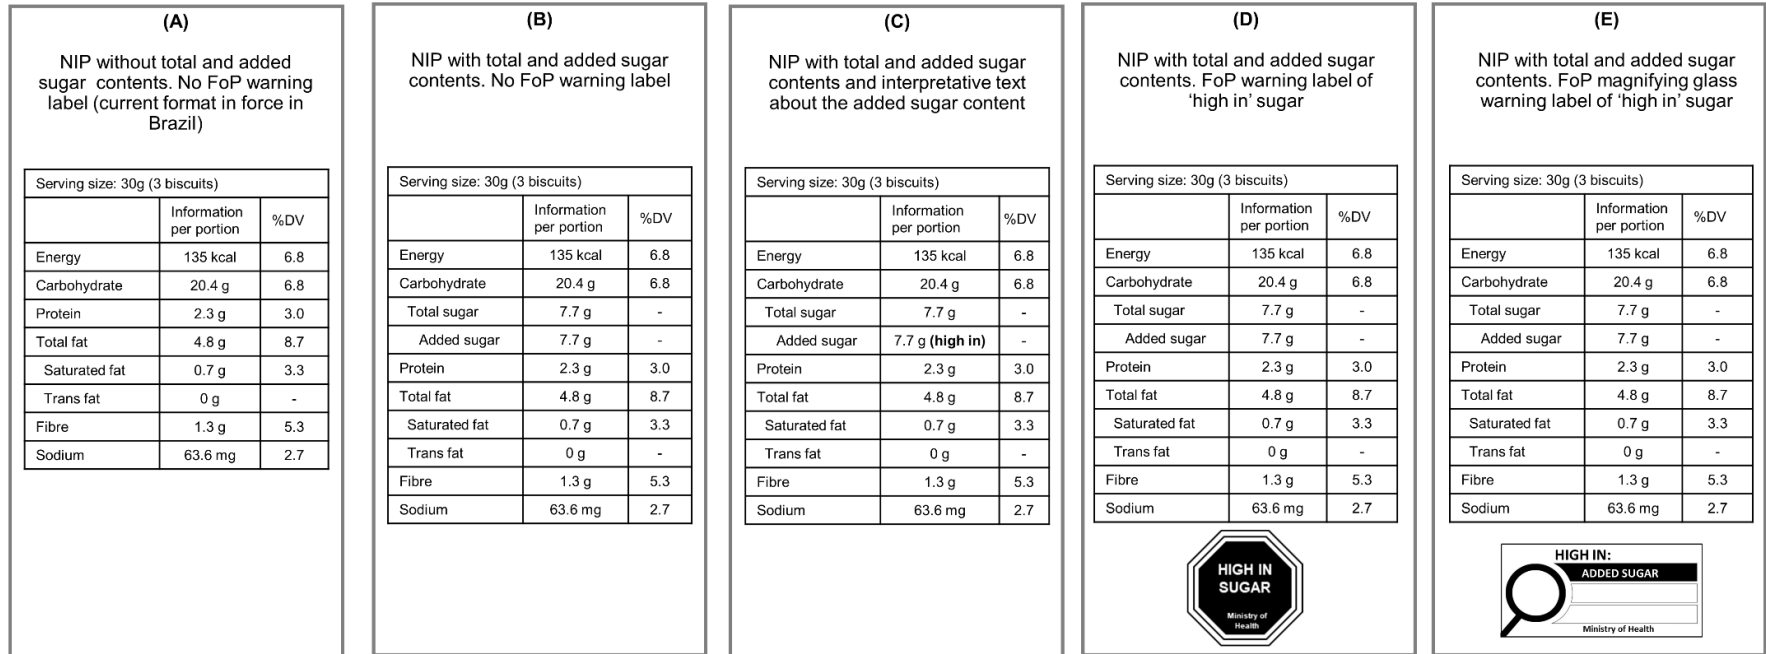 (A)
NIP without total and added
sugar contents. No FoP warning
label (current format in force in
Brazil)
Serving size: 30g (3 biscuits)
Information
per portion
%DV
Energy 135 kcal 6.8
Carbohydrate 20.4 g 6.8
Protein 2.3 g 3.0
Total fat 4.8 g 8.7
Saturated fat 0.7 g 3.3
Trans fat 0 g -
Fibre 1.3 g 5.3
Sodium 63.6 mg 2.7
(B)
NIP with total and added sugar
contents. No FoP warning label
Serving size: 30g (3 biscuits)
Information
per portion
%DV
Energy 135 kcal 6.8
Carbohydrate 20.4 g 6.8
Total sugar 7.7 g -
Added sugar 7.7 g -
Protein 2.3 g 3.0
Total fat 4.8 g 8.7
Saturated fat 0.7 g 3.3
Trans fat 0 g -
Fibre 1.3 g 5.3
Sodium 63.6 mg 2.7
(C)
NIP with total and added sugar
contents and interpretative text
about the added sugar content
Serving size: 30g (3 biscuits)
Information
per portion
%DV
Energy 135 kcal 6.8
Carbohydrate 20.4 g 6.8
Total sugar 7.7 g -
Added sugar 7.7 g (high in) -
Protein 2.3 g 3.0
Total fat 4.8 g 8.7
Saturated fat 0.7 g 3.3
Trans fat 0 g -
Fibre 1.3 g 5.3
Sodium 63.6 mg 2.7
(D)
NIP with total and added sugar
contents. FoP warning label of
‘high in’ sugar
Serving size: 30g (3 biscuits)
Information
per portion
%DV
Energy 135 kcal 6.8
Carbohydrate 20.4 g 6.8
Total sugar 7.7 g -
Added sugar 7.7 g -
Protein 2.3 g 3.0
Total fat 4.8 g 8.7
Saturated fat 0.7 g 3.3
Trans fat 0 g -
Fibre 1.3 g 5.3
Sodium 63.6 mg 2.7
HIGH IN
SUGAR
Ministry of
Health
(E)
NIP with total and added sugar
contents. FoP magnifying glass
warning label of ‘high in’ sugar
Serving size: 30g (3 biscuits)
Information
per portion
%DV
Energy 135 kcal 6.8
Carbohydrate 20.4 g 6.8
Total sugar 7.7 g -
Added sugar 7.7 g -
Protein 2.3 g 3.0
Total fat 4.8 g 8.7
Saturated fat 0.7 g 3.3
Trans fat 0 g -
Fibre 1.3 g 5.3
Sodium 63.6 mg 2.7
HIGH IN:
ADDED SUGAR
Ministry of Health